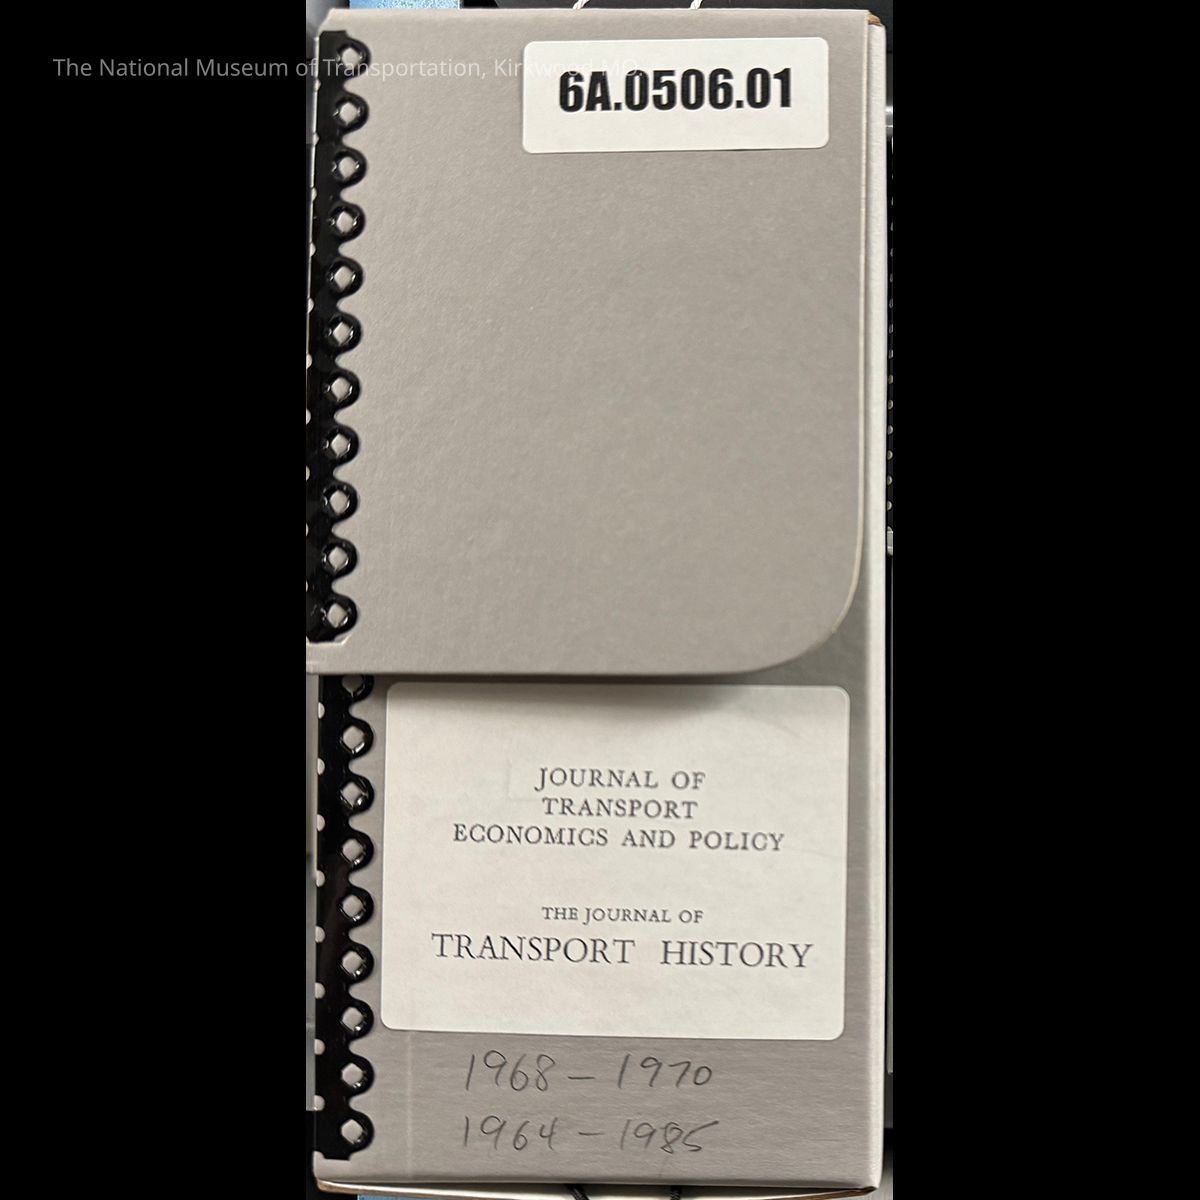 The National Museum of Transportation, Kirkwood MO.
6A.0506.01
JOURNAL OF
TRANSPORT
ECONOMICS AND POLICY
THE JOURNAL OF
TRANSPORT HISTORY
1968 - 1970
1964 - 1985